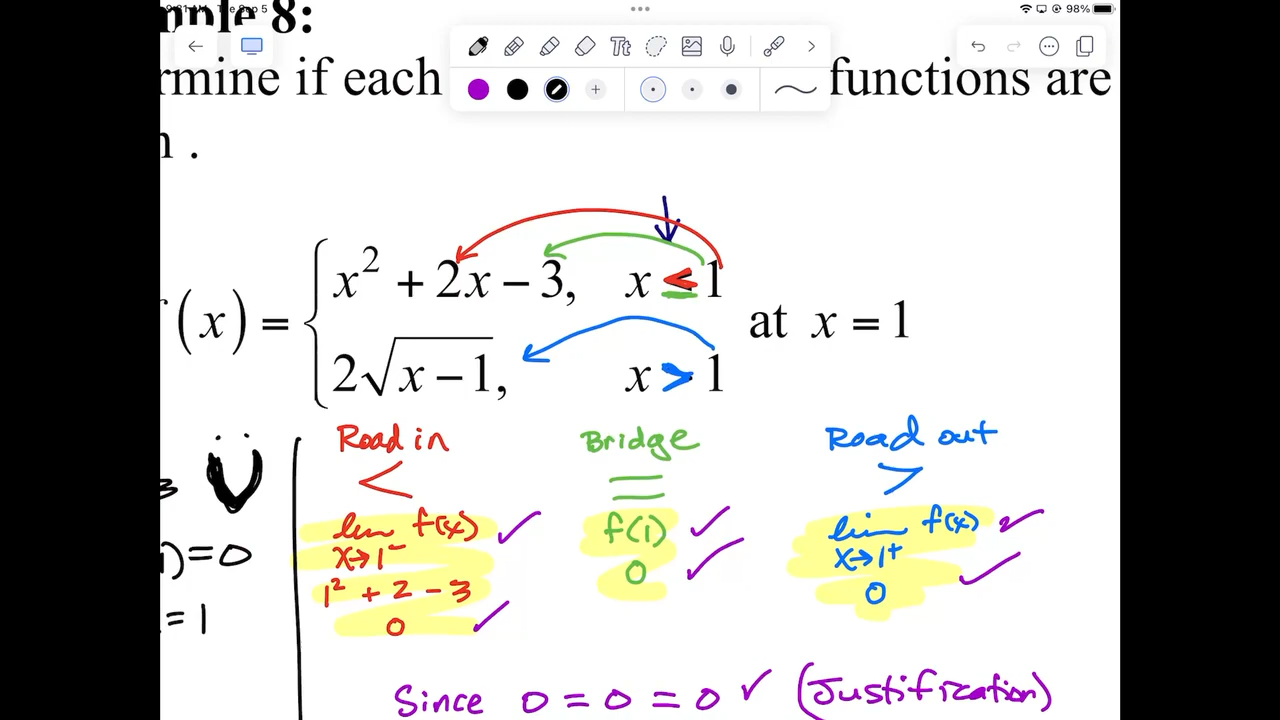 mple 8:
98%
Tt
rmine if each functions are
n .
(x) = { x² + 2x − 3, x ≤ 1
2√(x − 1), x > 1 at x = 1
Road in Bridge Road out
< = >
lim f(x) f(1) lim f(x)
x→1⁻ x→1⁺
1² + 2 − 3 0 0
0
)=0
=1
Since 0 = 0 = 0 ✓ (Justification)